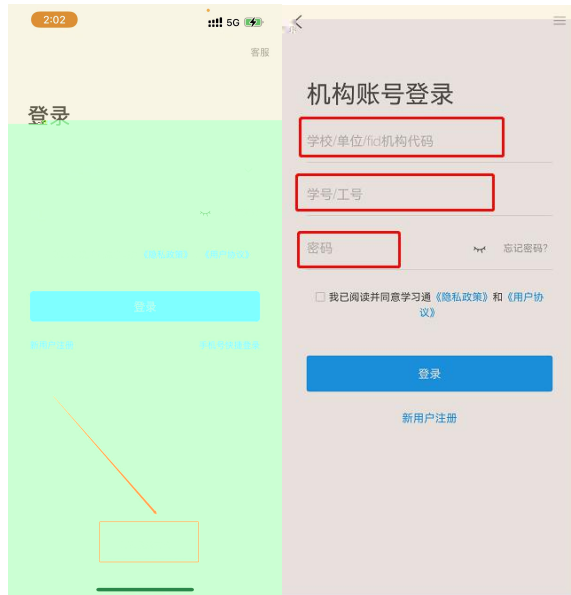 2:02
5G
客服
登录
《隐私政策》 《用户协议》
登录
新用户注册
机构账号登录
学校/单位/fid机构代码
学号/工号
密码
忘记密码?
我已阅读并同意学习通《隐私政策》和《用户协
议》
登录
新用户注册